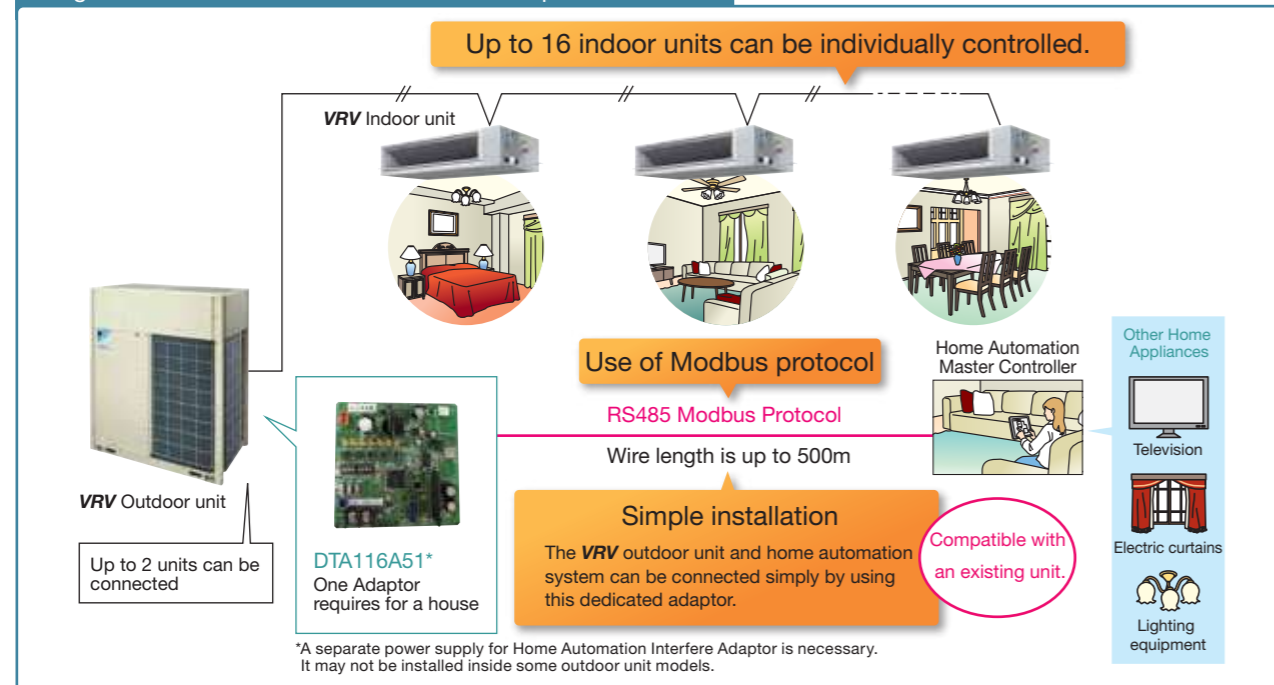 Up to 16 indoor units can be individually controlled.
VRV Indoor unit
Use of Modbus protocol
Home Automation
Master Controller
Other Home
Appliances
RS485 Modbus Protocol
Wire length is up to 500m
Television
VRV Outdoor unit
Up to 2 units can be
connected
DTA116A51*
One Adaptor
requires for a house
Simple installation
The VRV outdoor unit and home automation
system can be connected simply by using
this dedicated adaptor.
Compatible with
an existing unit.
Electric curtains
Lighting
equipment
*A separate power supply for Home Automation Interfere Adaptor is necessary.
It may not be installed inside some outdoor unit models.